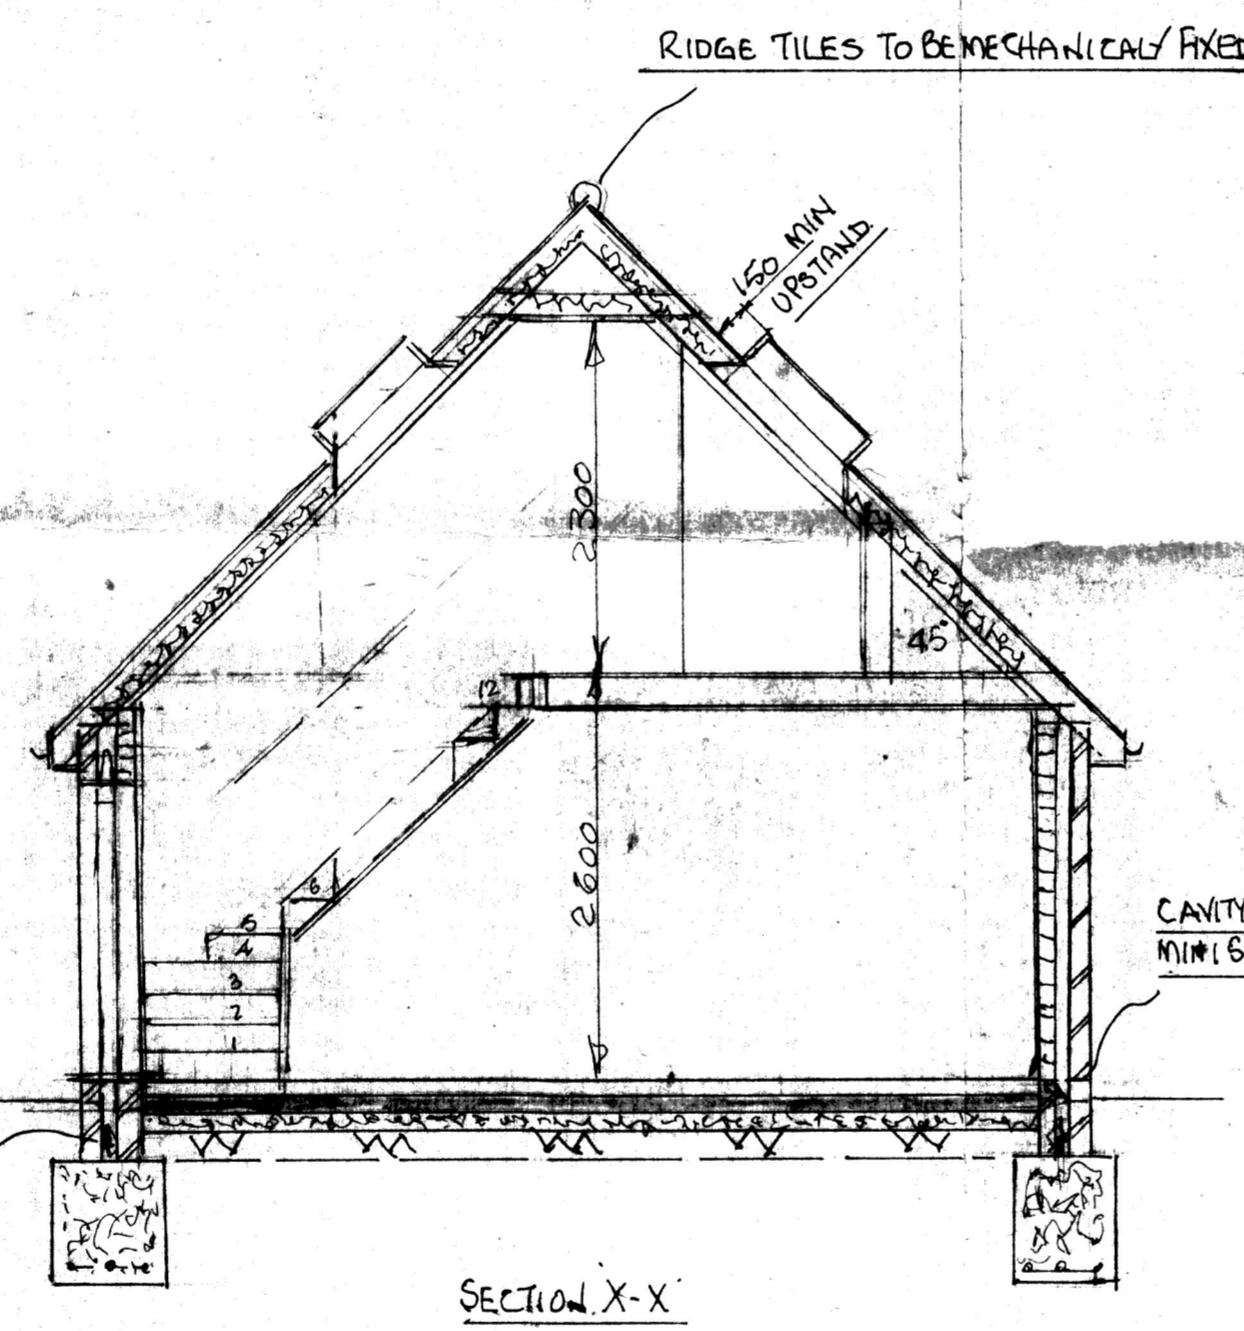 RIDGE TILES TO BE MECHANICALY FIXED
150 MIN
UPSTAND.
2300
45°
12
2600
6
5
4
3
2
1
CAVITY
SECTION 'X-X'